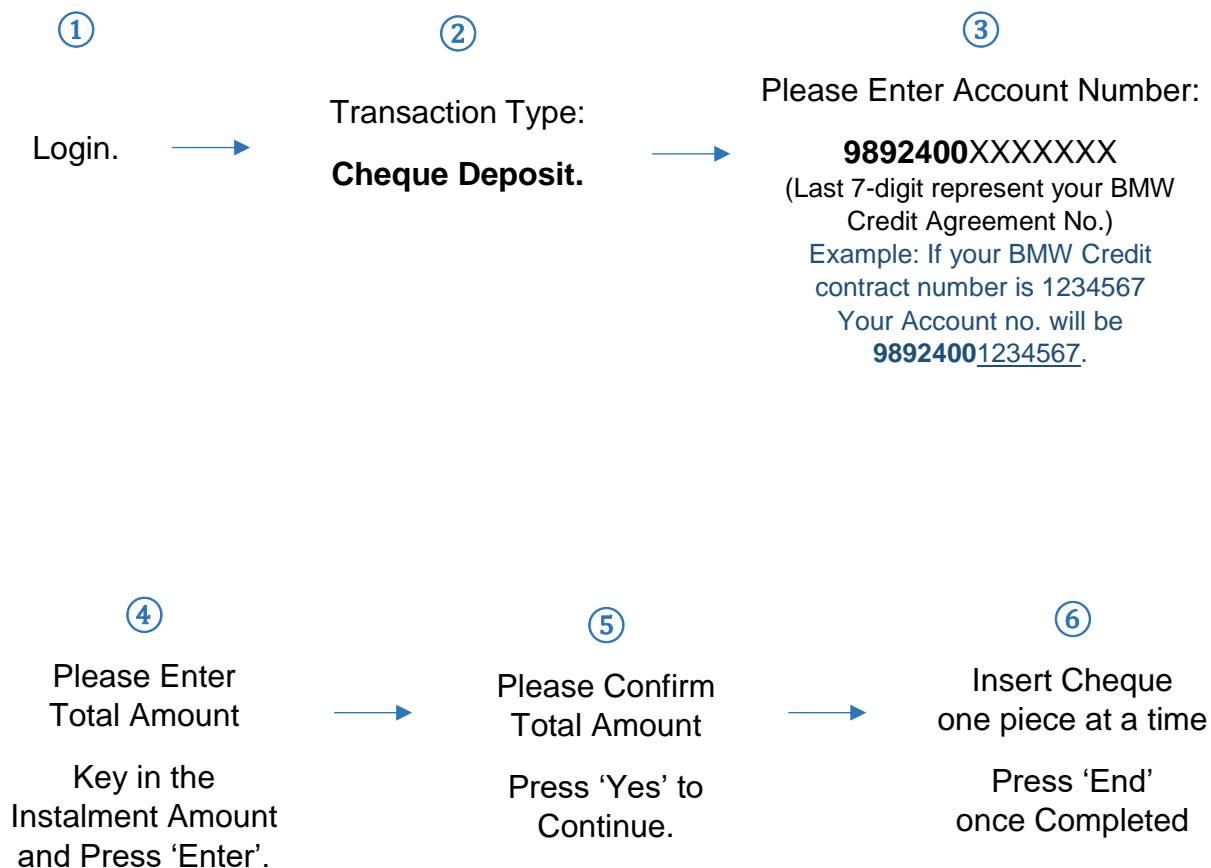 ①
Login.
②
Transaction Type:
Cheque Deposit.
③
Please Enter Account Number:
9892400XXXXXXX
(Last 7-digit represent your BMW
Credit Agreement No.)
Example: If your BMW Credit
contract number is 1234567
Your Account no. will be
98924001234567.
④
Please Enter
Total Amount
Key in the
Instalment Amount
and Press ‘Enter’.
⑤
Please Confirm
Total Amount
Press ‘Yes’ to
Continue.
⑥
Insert Cheque
one piece at a time
Press ‘End’
once Completed